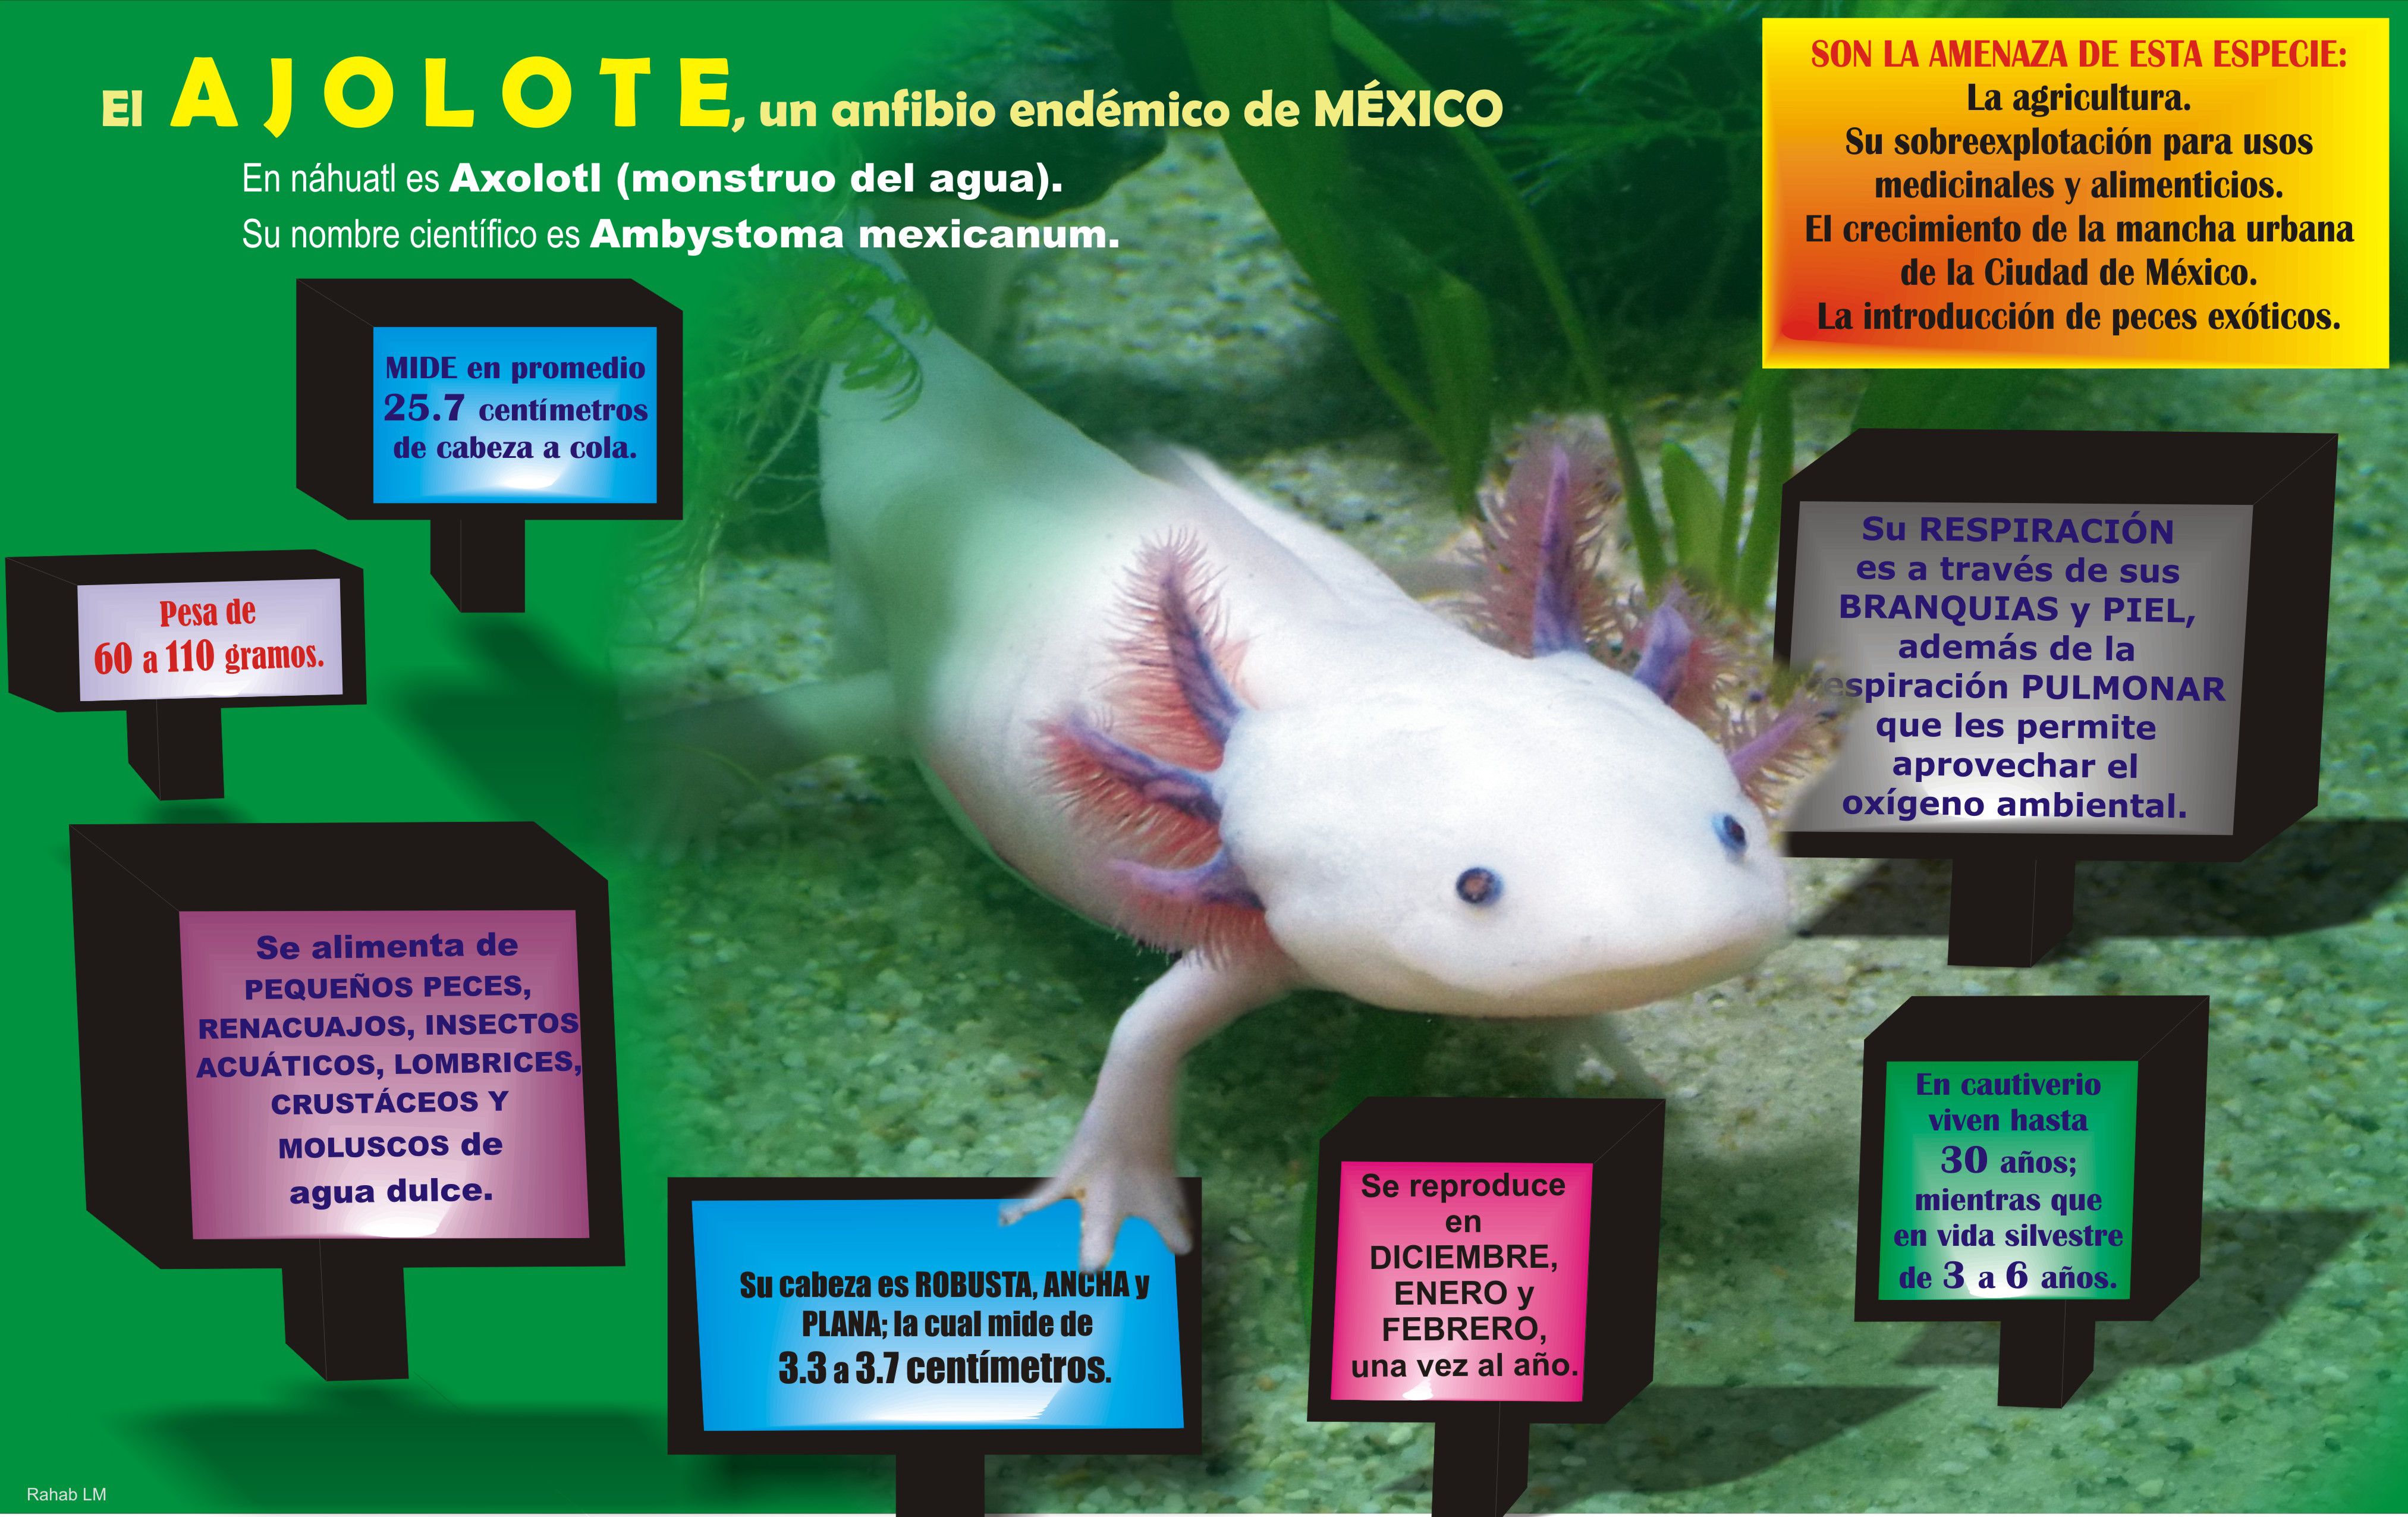 El AJOLOTE, un anfibio endémico de MÉXICO
En náhuatl es Axolotl (monstruo del agua).
Su nombre científico es Ambystoma mexicanum.
SON LA AMENAZA DE ESTA ESPECIE:
La agricultura.
Su sobreexplotación para usos
medicinales y alimenticios.
El crecimiento de la mancha urbana
de la Ciudad de México.
La introducción de peces exóticos.
MIDE en promedio
25.7 centímetros
de cabeza a cola.
Pesa de
60 a 110 gramos.
Su RESPIRACIÓN
es a través de sus
BRANQUIAS y PIEL,
además de la
respiración PULMONAR
que les permite
aprovechar el
oxígeno ambiental.
Se alimenta de
PEQUEÑOS PECES,
RENACUAJOS, INSECTOS
ACUÁTICOS, LOMBRICES,
CRUSTÁCEOS Y
MOLUSCOS de
agua dulce.
Su cabeza es ROBUSTA, ANCHA y
PLANA; la cual mide de
3.3 a 3.7 centímetros.
Se reproduce
en
DICIEMBRE,
ENERO y
FEBRERO,
una vez al año.
En cautiverio
viven hasta
30 años;
mientras que
en vida silvestre
de 3 a 6 años.
Rahab LM